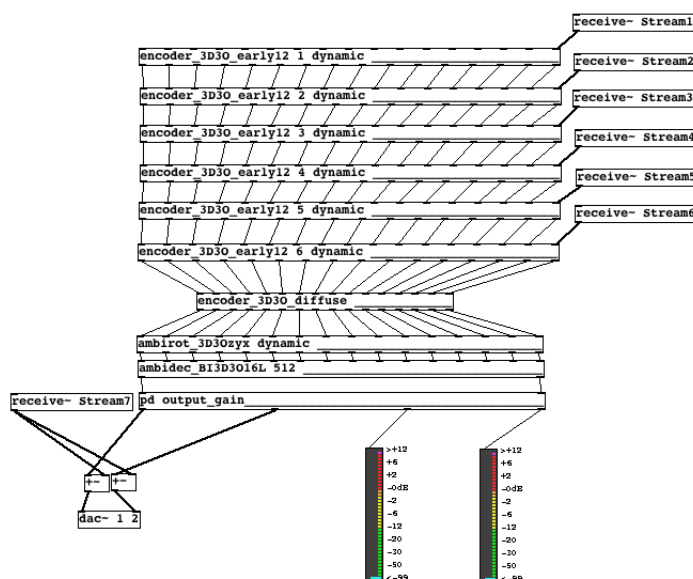 receive~ Stream1
encoder_3D3O_early12 1 dynamic
receive~ Stream2
encoder_3D3O_early12 2 dynamic
receive~ Stream3
encoder_3D3O_early12 3 dynamic
receive~ Stream4
encoder_3D3O_early12 4 dynamic
receive~ Stream5
encoder_3D3O_early12 5 dynamic
receive~ Stream6
encoder_3D3O_early12 6 dynamic
encoder_3D3O_diffuse
ambirot_3D3Ozyx dynamic
ambidec_BI3D3O16L 512
receive~ Stream7
pd output_gain
+~ +~
dac~ 1 2
>+12
+6
+2
-0dB
-2
-6
-12
-20
-30
-50
<-99
>+12
+6
+2
-0dB
-2
-6
-12
-20
-30
-50
<-99